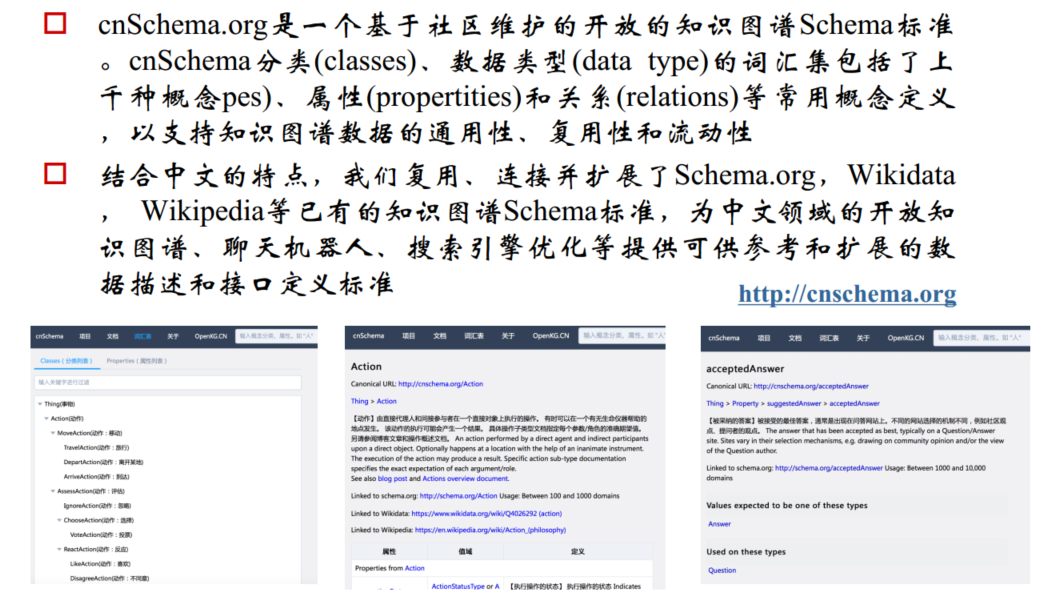 cnSchema.org是一个基于社区维护的开放的知识图谱Schema标准
。cnSchema分类(classes)、数据类型(data type)的词汇集包括了上
千种概念pes)、属性(propertities)和关系(relations)等常用概念定义
，以支持知识图谱数据的通用性、复用性和流动性
结合中文的特点，我们复用、连接并扩展了Schema.org，Wikidata
， Wikipedia等已有的知识图谱Schema标准，为中文领域的开放知
识图谱、聊天机器人、搜索引擎优化等提供可供参考和扩展的数
据描述和接口定义标准
http://cnschema.org
cnSchema 项目 文档 词汇表 关于 OpenKG.CN 输入概念分类、属性，如 "人"
Classes ( 分类列表 ) Properties ( 属性列表 )
输入关键字进行过滤
Thing(事物)
Action(动作)
MoveAction(动作：移动)
TravelAction(动作：旅行)
DepartAction(动作：离开某地)
ArriveAction(动作：到达)
AssessAction(动作：评估)
IgnoreAction(动作：忽略)
ChooseAction(动作：选择)
VoteAction(动作：投票)
ReactAction(动作：反应)
LikeAction(动作：喜欢)
DisagreeAction(动作：不同意)
cnSchema 项目 文档 词汇表 关于 OpenKG.CN 输入概念分类、属性，如 "人"
Action
Canonical URL: http://cnschema.org/Action
Thing > Action
【动作】由直接代理人和间接参与者在一个直接对象上执行的操作。 有时可以在一个有无生命仪器帮助的
地点发生。 该动作的执行可能会产生一个结果。 具体操作子类型文档指定每个参数/角色的准确期望值。
另请参阅博客文章和操作概述文档。 An action performed by a direct agent and indirect participants
upon a direct object. Optionally happens at a location with the help of an inanimate instrument.
The execution of the action may produce a result. Specific action sub-type documentation
specifies the exact expectation of each argument/role.
See also blog post and Actions overview document.
Linked to schema.org: http://schema.org/Action Usage: Between 100 and 1000 domains
Linked to Wikidata: https://www.wikidata.org/wiki/Q4026292 (action)
Linked to Wikipedia: https://en.wikipedia.org/wiki/Action_(philosophy)
属性 值域 定义
Properties from Action
ActionStatusType or A 【执行操作的状态】 执行操作的状态 Indicates
cnSchema 项目 文档 词汇表 关于 OpenKG.CN 输入概念分类、属性，如 "人"
acceptedAnswer
Canonical URL: http://cnschema.org/acceptedAnswer
Thing > Property > suggestedAnswer > acceptedAnswer
【被采纳的答案】被接受的最佳答案，通常是出现在问答网站上。不同的网站选择的机制不同，例如社区观
点、提问者的观点。 The answer that has been accepted as best, typically on a Question/Answer
site. Sites vary in their selection mechanisms, e.g. drawing on community opinion and/or the view
of the Question author.
Linked to schema.org: http://schema.org/acceptedAnswer Usage: Between 1000 and 10,000
domains
Values expected to be one of these types
Answer
Used on these types
Question